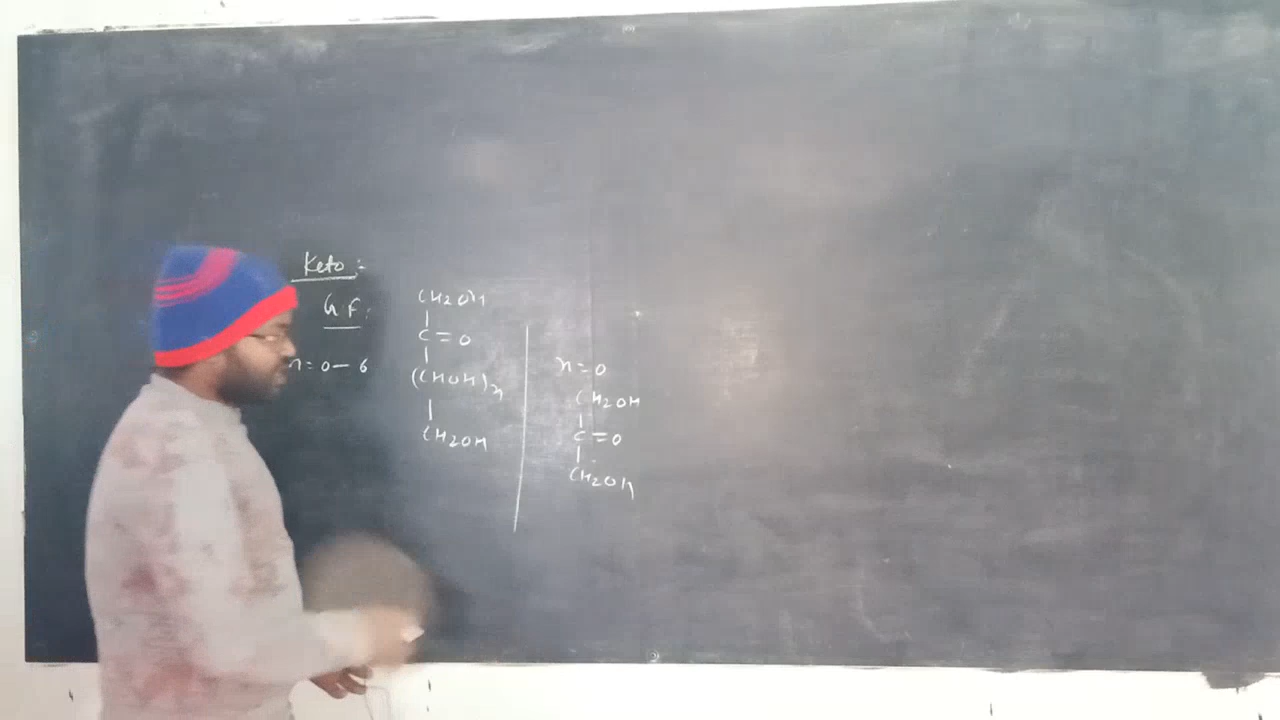 Keto :-
G.F:
n=0—6
CH2OH
|
C=O
|
(CHOH)n
|
CH2OH
n=0
CH2OH
|
C=O
|
CH2OH